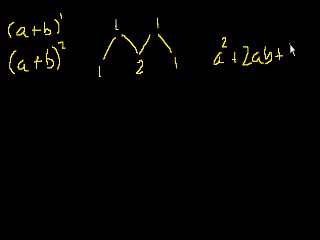 (a+b)¹ 1 1
(a+b)² 1 2 1 a²+2ab+